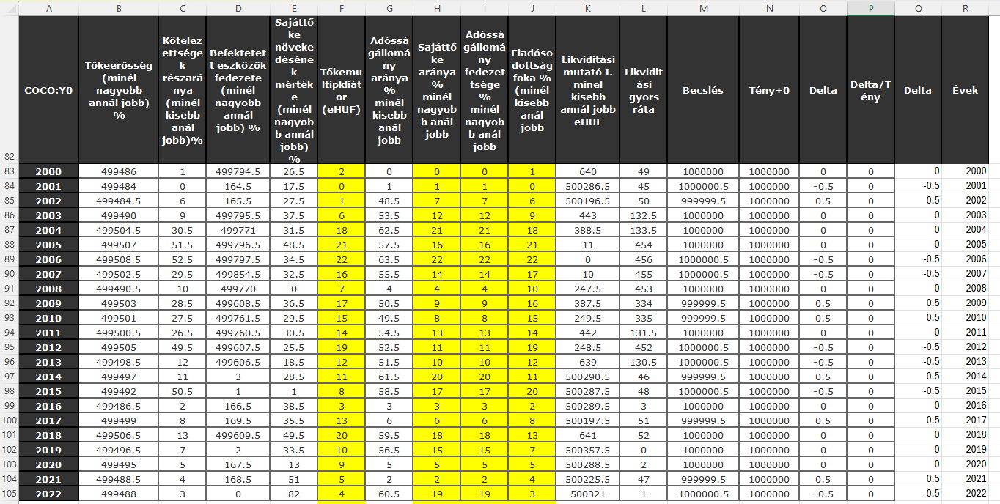 A B C D E F G H I J K L M N O P Q R
82 COCO:Y0 Tőkeerősség (minél nagyobb annál jobb) % Kötelezettségek részaránya (minél kisebb anál jobb)% Befektetett eszközök fedezete (minél nagyobb annál jobb) % Sajáttőke növekedésének mértéke (minél nagyobb annál jobb) % Tőkemultipkliátor (eHUF) Adósságállomány aránya % minél kisebb anál jobb Sajáttőke aránya % minél nagyobb anál jobb Adósságállomány fedezettsége % minél nagyobb anál jobb Eladósodottság foka % (minél kisebb anál jobb Likviditási mutató I. minel kisebb annál jobb eHUF Likviditási gyorsráta Becslés Tény+0 Delta Delta/Tény Delta Évek
83 2000 499486 1 499794.5 26.5 2 0 0 0 1 640 49 1000000 1000000 0 0 0 2000
84 2001 499484 0 164.5 17.5 0 1 1 1 0 500286.5 45 1000000.5 1000000 -0.5 0 -0.5 2001
85 2002 499484.5 6 165.5 27.5 1 48.5 7 7 6 500196.5 50 999999.5 1000000 0.5 0 0.5 2002
86 2003 499490 9 499795.5 37.5 6 53.5 12 12 9 443 132.5 1000000 1000000 0 0 0 2003
87 2004 499504.5 30.5 499771 31.5 18 62.5 21 21 18 388.5 133.5 1000000 1000000 0 0 0 2004
88 2005 499507 51.5 499796.5 48.5 21 57.5 16 16 21 11 454 1000000 1000000 0 0 0 2005
89 2006 499508.5 52.5 499797.5 34.5 22 63.5 22 22 22 0 456 1000000.5 1000000 -0.5 0 -0.5 2006
90 2007 499502.5 29.5 499854.5 32.5 16 55.5 14 14 17 10 455 1000000.5 1000000 -0.5 0 -0.5 2007
91 2008 499490.5 10 499770 0 7 4 4 4 10 247.5 453 1000000 1000000 0 0 0 2008
92 2009 499503 28.5 499608.5 36.5 17 50.5 9 9 16 387.5 334 999999.5 1000000 0.5 0 0.5 2009
93 2010 499501 27.5 499761.5 29.5 15 49.5 8 8 15 249.5 335 999999.5 1000000 0.5 0 0.5 2010
94 2011 499500.5 26.5 499760.5 30.5 14 54.5 13 13 14 442 131.5 1000000 1000000 0 0 0 2011
95 2012 499505 49.5 499607.5 25.5 19 52.5 11 11 19 248.5 452 1000000.5 1000000 -0.5 0 -0.5 2012
96 2013 499498.5 12 499606.5 18.5 12 51.5 10 10 12 639 130.5 1000000.5 1000000 -0.5 0 -0.5 2013
97 2014 499497 11 3 28.5 11 61.5 20 20 11 500290.5 46 999999.5 1000000 0.5 0 0.5 2014
98 2015 499492 50.5 1 1 8 58.5 17 17 20 500287.5 48 1000000.5 1000000 -0.5 0 -0.5 2015
99 2016 499486.5 2 166.5 38.5 3 3 3 3 2 500289.5 3 1000000 1000000 0 0 0 2016
100 2017 499499 8 169.5 35.5 13 6 6 6 8 500197.5 51 999999.5 1000000 0.5 0 0.5 2017
101 2018 499506.5 13 499609.5 49.5 20 59.5 18 18 13 641 52 1000000 1000000 0 0 0 2018
102 2019 499496.5 7 2 33.5 10 56.5 15 15 7 500357.5 0 1000000 1000000 0 0 0 2019
103 2020 499495 5 167.5 13 9 5 5 5 5 500288.5 2 1000000 1000000 0 0 0 2020
104 2021 499488.5 4 168.5 51 5 2 2 2 4 500225.5 47 999999.5 1000000 0.5 0 0.5 2021
105 2022 499488 3 0 82 4 60.5 19 19 3 500321 1 1000000.5 1000000 -0.5 0 -0.5 2022